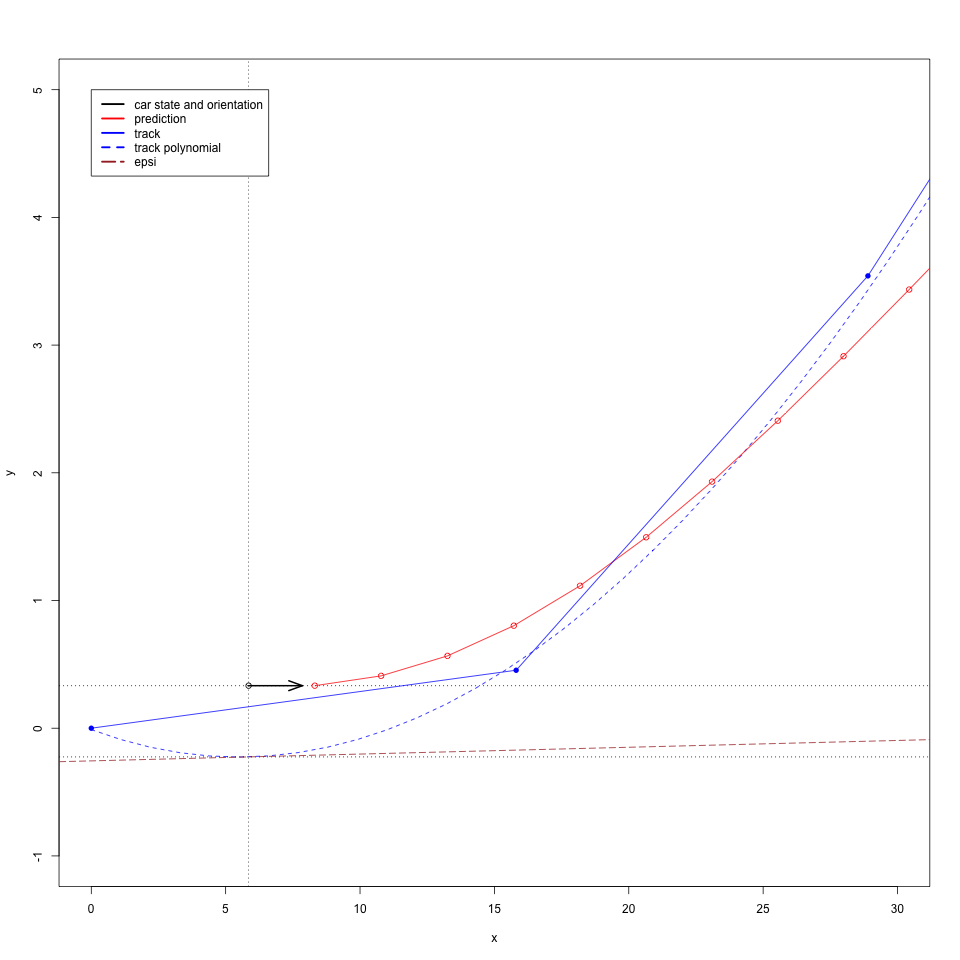 car state and orientation
prediction
track
track polynomial
epsi
5
4
3
2
1
0
-1
y
0 5 10 15 20 25 30
x